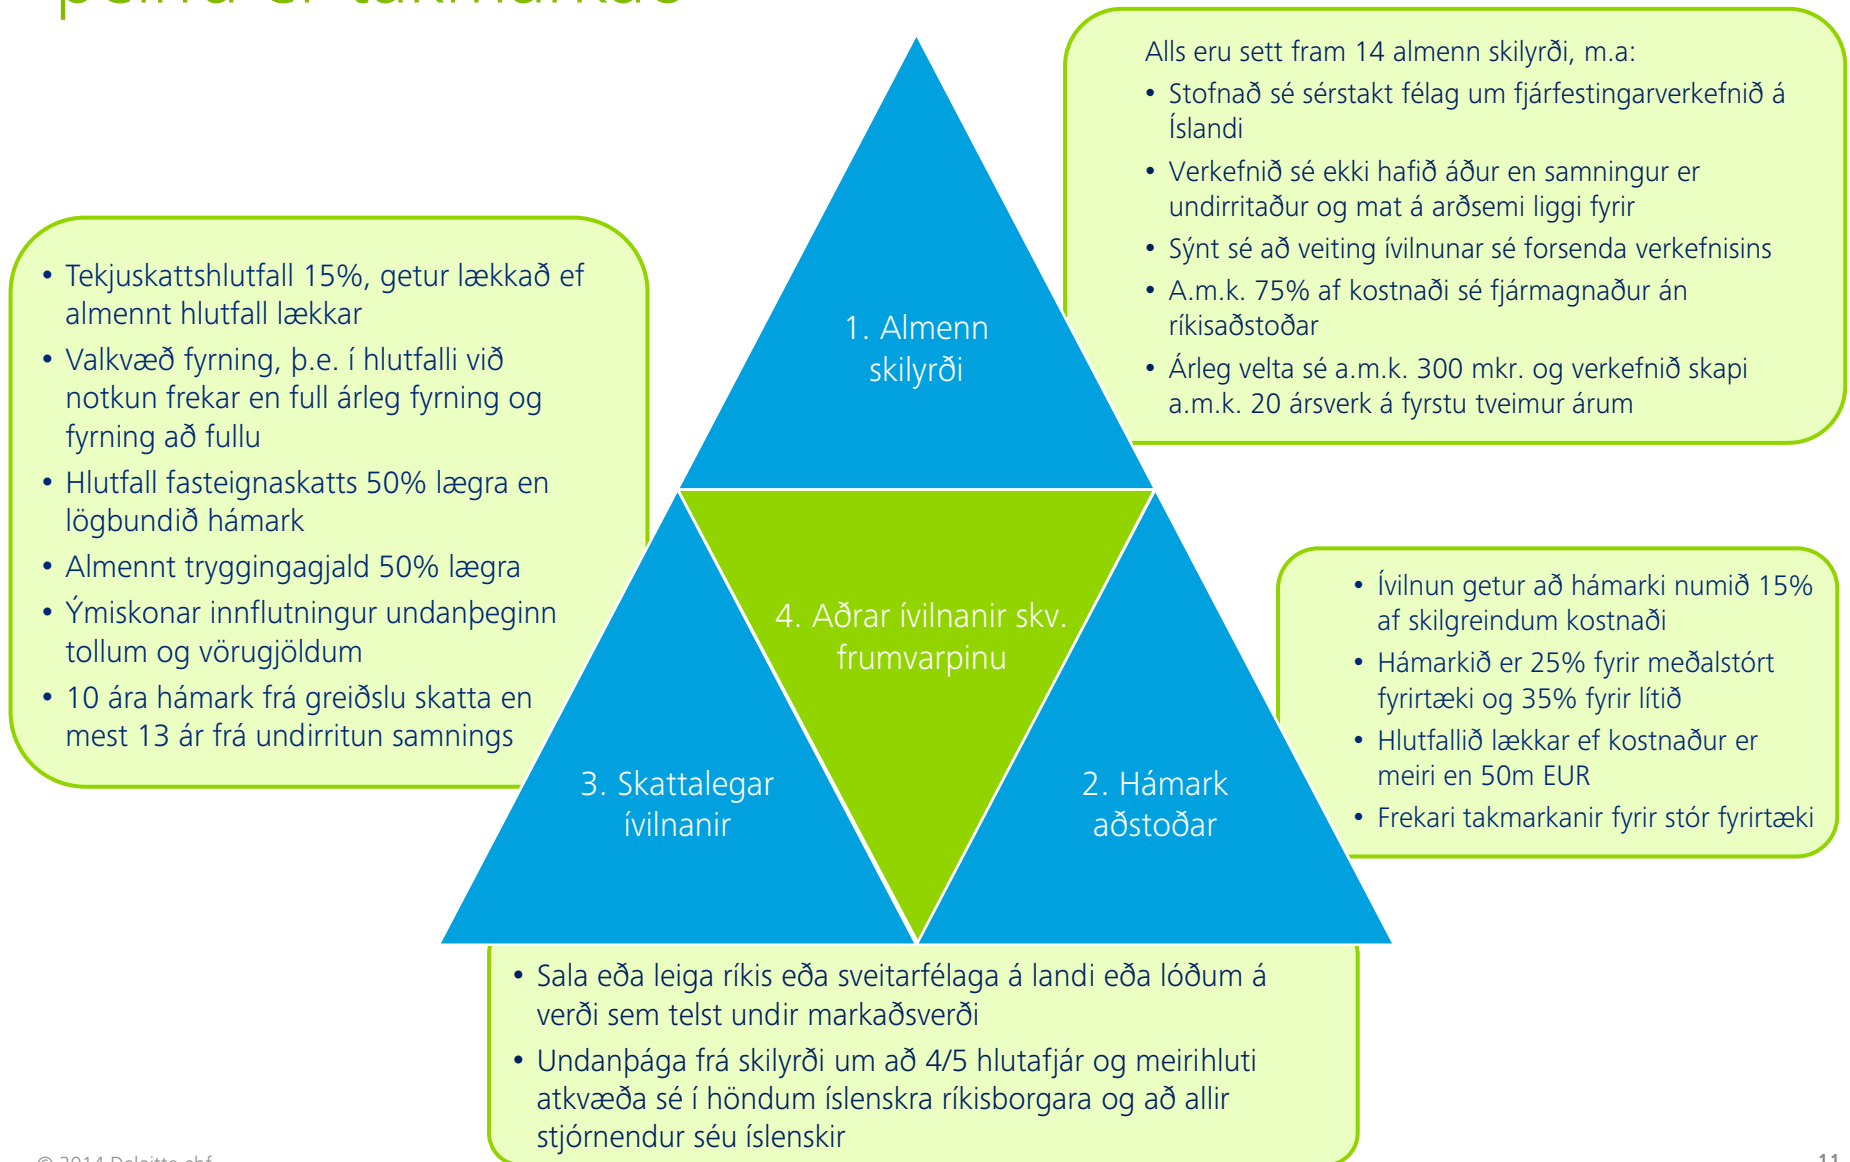 þeirra er takmarkað
Alls eru sett fram 14 almenn skilyrði, m.a:
• Stofnað sé sérstakt félag um fjárfestingarverkefnið á
Íslandi
• Verkefnið sé ekki hafið áður en samningur er
undirritaður og mat á arðsemi liggi fyrir
• Sýnt sé að veiting ívilnunar sé forsenda verkefnisins
• A.m.k. 75% af kostnaði sé fjármagnaður án
ríkisaðstoðar
• Árleg velta sé a.m.k. 300 mkr. og verkefnið skapi
a.m.k. 20 ársverk á fyrstu tveimur árum
1. Almenn
skilyrði
• Tekjuskattshlutfall 15%, getur lækkað ef
almennt hlutfall lækkar
• Valkvæð fyrning, þ.e. í hlutfalli við
notkun frekar en full árleg fyrning og
fyrning að fullu
• Hlutfall fasteignaskatts 50% lægra en
lögbundið hámark
• Almennt tryggingagjald 50% lægra
• Ýmiskonar innflutningur undanþeginn
tollum og vörugjöldum
• 10 ára hámark frá greiðslu skatta en
mest 13 ár frá undirritun samnings
4. Aðrar ívilnanir skv.
frumvarpinu
• Ívilnun getur að hámarki numið 15%
af skilgreindum kostnaði
• Hámarkið er 25% fyrir meðalstórt
fyrirtæki og 35% fyrir lítið
• Hlutfallið lækkar ef kostnaður er
meiri en 50m EUR
• Frekari takmarkanir fyrir stór fyrirtæki
3. Skattalegar
ívilnanir
2. Hámark
aðstoðar
• Sala eða leiga ríkis eða sveitarfélaga á landi eða lóðum á
verði sem telst undir markaðsverði
• Undanþága frá skilyrði um að 4/5 hlutafjár og meirihluti
atkvæða sé í höndum íslenskra ríkisborgara og að allir
stjórnendur séu íslenskir
© 2014 Deloitte ehf.
11